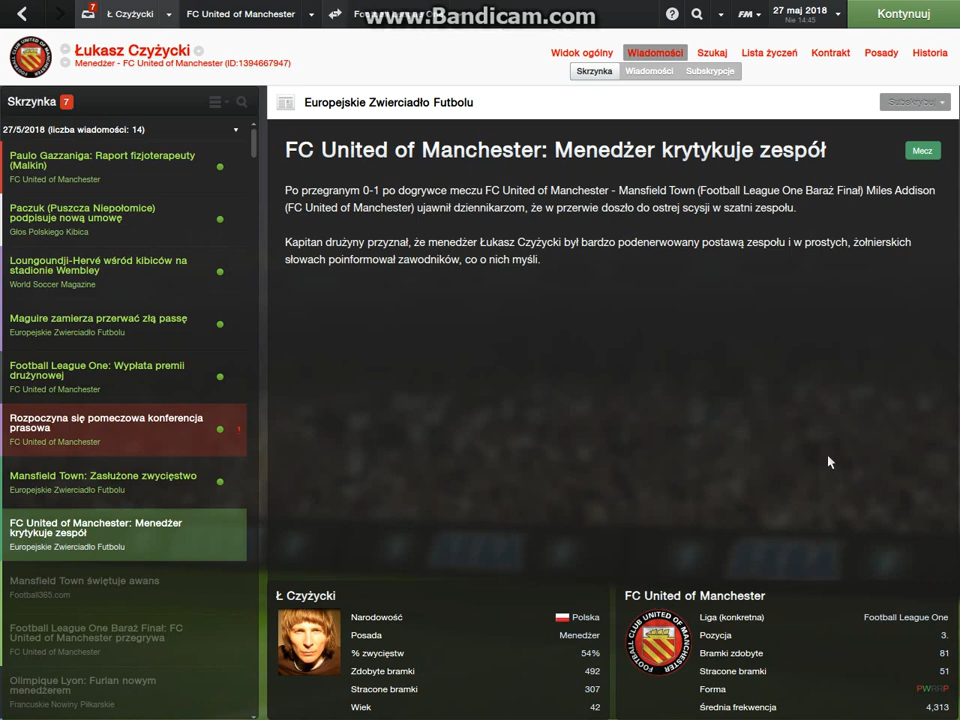 7
Ł Czyżycki
FC United of Manchester
www.Bandicam.com
FM
27 maj 2018
Nie 14:45
Kontynuuj
Łukasz Czyżycki
Menedżer - FC United of Manchester (ID:1394667947)
Widok ogólny
Wiadomości
Szukaj
Lista życzeń
Kontrakt
Posady
Historia
Skrzynka
Wiadomości
Subskrypcje
Skrzynka 7
27/5/2018 (liczba wiadomości: 14)
Paulo Gazzaniga: Raport fizjoterapeuty
(Malkin)
FC United of Manchester
Paczuk (Puszcza Niepołomice)
podpisuje nową umowę
Głos Polskiego Kibica
Loungoundji-Hervé wśród kibiców na
stadionie Wembley
World Soccer Magazine
Maguire zamierza przerwać złą passę
Europejskie Zwierciadło Futbolu
Football League One: Wypłata premii
drużynowej
FC United of Manchester
Rozpoczyna się pomeczowa konferencja
prasowa
FC United of Manchester
Mansfield Town: Zasłużone zwycięstwo
Europejskie Zwierciadło Futbolu
FC United of Manchester: Menedżer
krytykuje zespół
Europejskie Zwierciadło Futbolu
Mansfield Town świętuje awans
Football365.com
Football League One Baraż Finał: FC
United of Manchester przegrywa
FC United of Manchester
Olimpique Lyon: Furlan nowym
menedżerem
Francuskie Nowiny Piłkarskie
Europejskie Zwierciadło Futbolu
Subskrybuj
FC United of Manchester: Menedżer krytykuje zespół
Mecz
Po przegranym 0-1 po dogrywce meczu FC United of Manchester - Mansfield Town (Football League One Baraż Finał) Miles Addison
(FC United of Manchester) ujawnił dziennikarzom, że w przerwie doszło do ostrej scysji w szatni zespołu.
Kapitan drużyny przyznał, że menedżer Łukasz Czyżycki był bardzo podenerwowany postawą zespołu i w prostych, żołnierskich
słowach poinformował zawodników, co o nich myśli.
Ł Czyżycki
Narodowość Polska
Posada Menedżer
% zwycięstw 54%
Zdobyte bramki 492
Stracone bramki 307
Wiek 42
FC United of Manchester
Liga (konkretna) Football League One
Pozycja 3.
Bramki zdobyte 81
Stracone bramki 51
Forma PWRRP
Średnia frekwencja 4,313